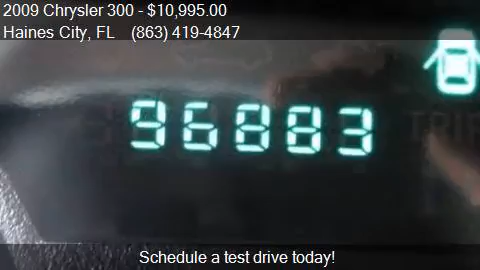 2009 Chrysler 300 - $10,995.00
Haines City, FL (863) 419-4847
96883
TRIP
Schedule a test drive today!